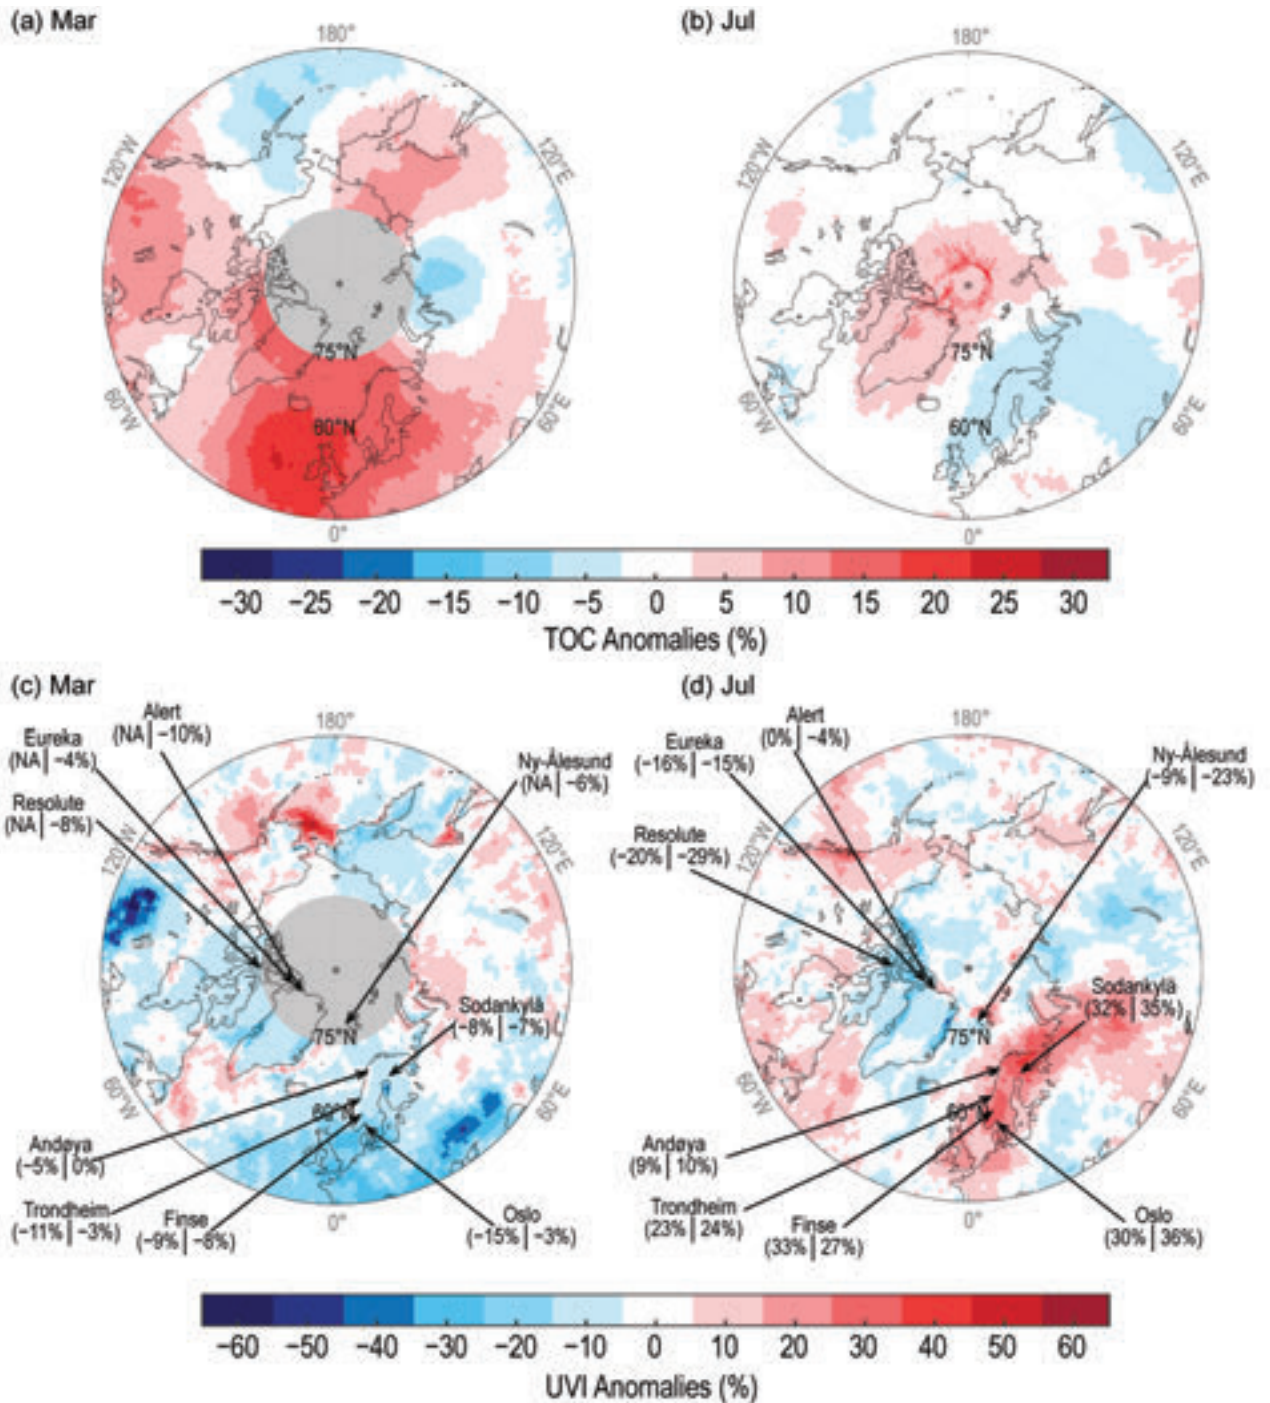 (a) Mar
(b) Jul
180°
180°
120°W
120°E
120°W
120°E
75°N
75°N
60°N
60°N
60°W
60°E
60°W
60°E
0°
0°
−30 −25 −20 −15 −10 −5 0 5 10 15 20 25 30
TOC Anomalies (%)
(c) Mar
(d) Jul
Alert
(NA | −10%)
180°
Eureka
(NA | −4%)
Ny-Ålesund
(NA | −6%)
Resolute
(NA | −8%)
120°W
120°E
Sodankylä
(−8% | −7%)
75°N
60°N
60°W
60°E
Andøya
(−5% | 0%)
Trondheim
(−11% | −3%)
Finse
(−9% | −8%)
0°
Oslo
(−15% | −3%)
Alert
(0% | −4%)
180°
Eureka
(−16% | −15%)
Ny-Ålesund
(−9% | −23%)
Resolute
(−20% | −29%)
120°W
120°E
Sodankylä
(32% | 35%)
75°N
60°N
60°W
60°E
Andøya
(9% | 10%)
Trondheim
(23% | 24%)
Finse
(33% | 27%)
0°
Oslo
(30% | 36%)
−60 −50 −40 −30 −20 −10 0 10 20 30 40 50 60
UVI Anomalies (%)